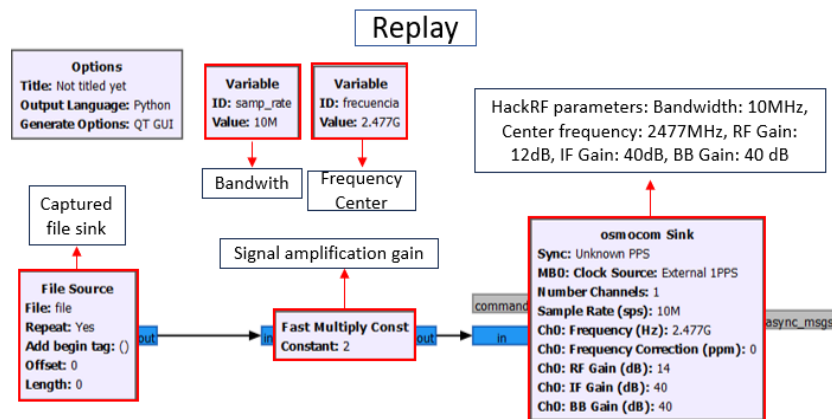 Replay
Options
Title: Not titled yet
Output Language: Python
Generate Options: QT GUI
Variable
ID: samp_rate
Value: 10M
Variable
ID: frecuencia
Value: 2.477G
HackRF parameters: Bandwidth: 10MHz,
Center frequency: 2477MHz, RF Gain:
12dB, IF Gain: 40dB, BB Gain: 40 dB
Bandwith
Frequency
Center
Captured
file sink
Signal amplification gain
File Source
File: file
Repeat: Yes
Add begin tag: ()
Offset: 0
Length: 0
out
in
Fast Multiply Const
Constant: 2
out
command
in
osmocom Sink
Sync: Unknown PPS
MB0: Clock Source: External 1PPS
Number Channels: 1
Sample Rate (sps): 10M
Ch0: Frequency (Hz): 2.477G
Ch0: Frequency Correction (ppm): 0
Ch0: RF Gain (dB): 14
Ch0: IF Gain (dB): 40
Ch0: BB Gain (dB): 40
async_msgs